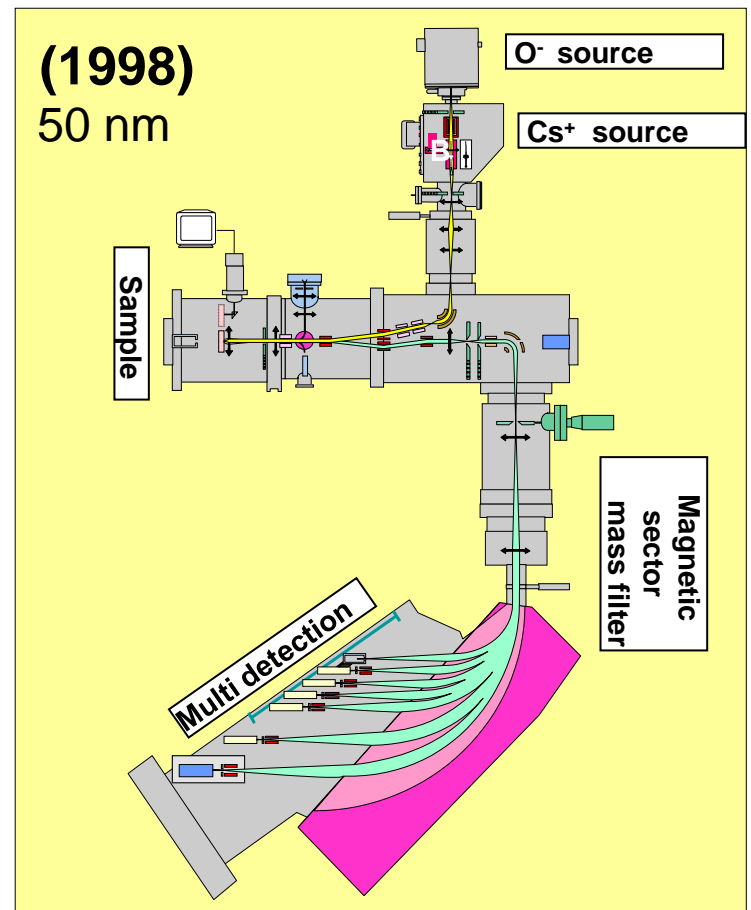 (1998)
50 nm
O⁻ source
Cs⁺ source
B
Sample
Magnetic
sector
mass filter
Multi detection